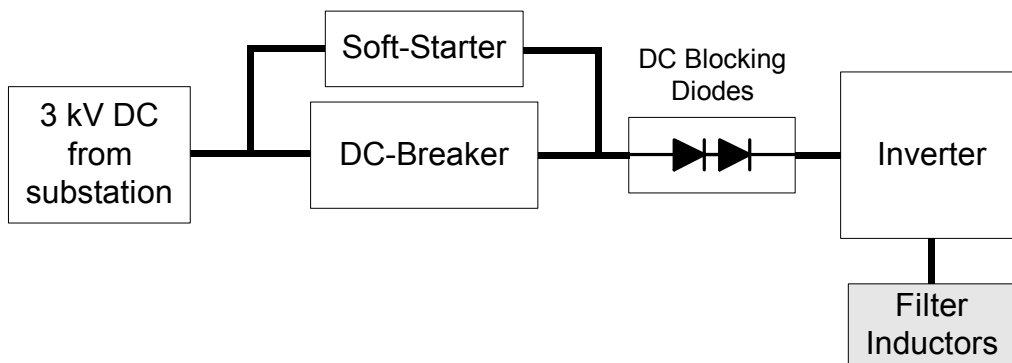 Soft-Starter
DC Blocking
Diodes
3 kV DC
from
substation
DC-Breaker
Inverter
Filter
Inductors